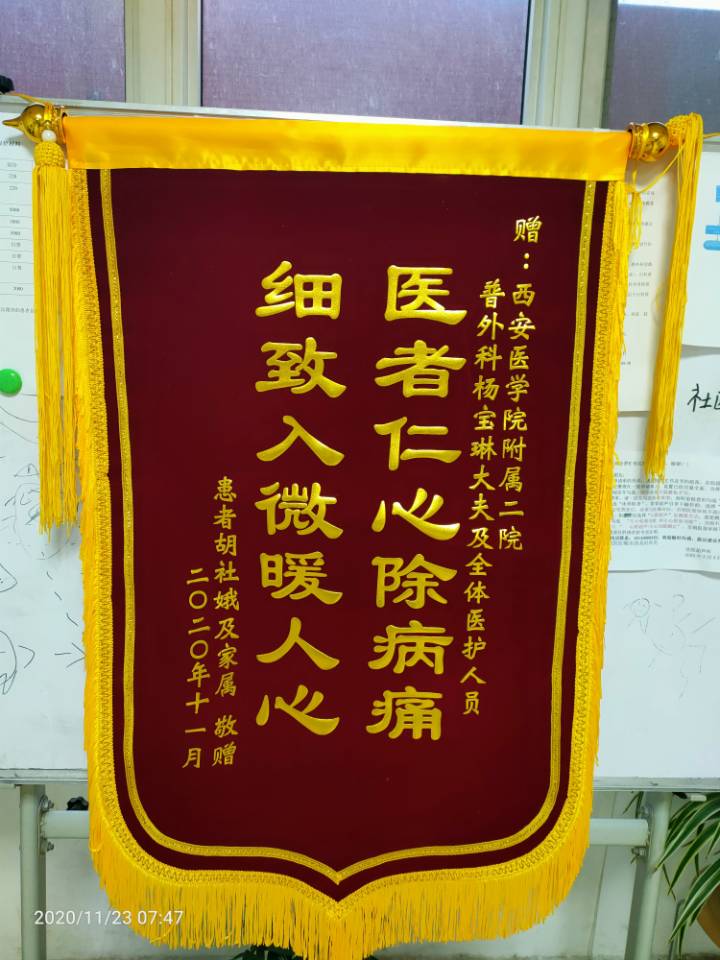 赠：西安医学院附属二院
普外科杨宝琳大夫及全体医护人员
医者仁心除病痛
细致入微暖人心
患者胡社娥及家属 敬赠
二〇二〇年十一月
社区
2020/11/23 07:47